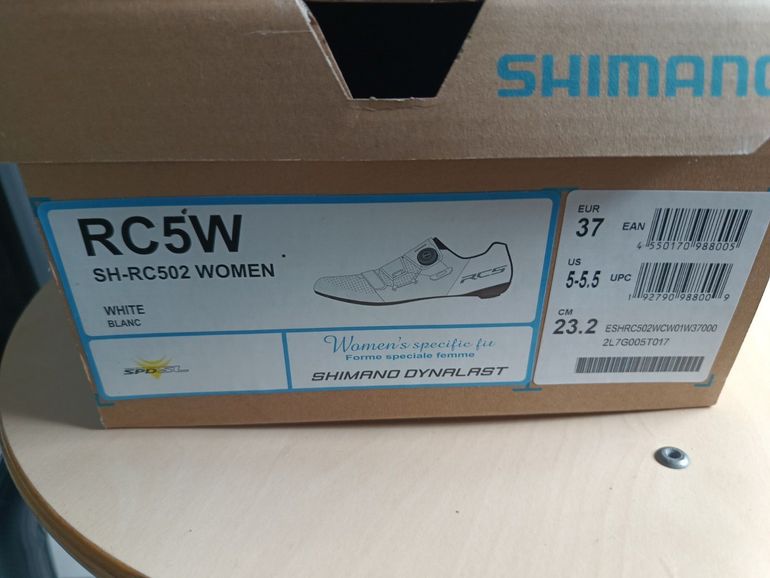 SHIMANO
RC5W
SH-RC502 WOMEN
WHITE
BLANC
RC5
SPD-SL
Women's specific fit
Forme speciale femme
SHIMANO DYNALAST
EUR
37
US
5-5.5
CM
23.2
EAN
4 550170 988005
UPC
1 92790 98800 9
ESHRC502WCW01W37000
2L7G005T017